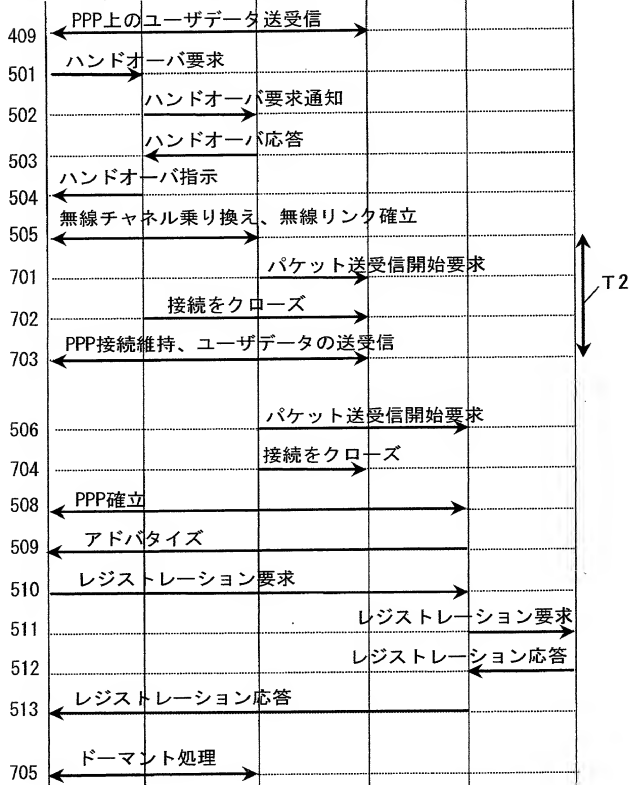 409 PPP上のユーザデータ送受信
501 ハンドオーバ要求
502 ハンドオーバ要求通知
503 ハンドオーバ応答
504 ハンドオーバ指示
505 無線チャネル乗り換え、無線リンク確立
701 パケット送受信開始要求
T2
702 接続をクローズ
703 PPP接続維持、ユーザデータの送受信
506 パケット送受信開始要求
704 接続をクローズ
508 PPP確立
509 アドバタイズ
510 レジストレーション要求
511 レジストレーション要求
512 レジストレーション応答
513 レジストレーション応答
705 ドーマント処理